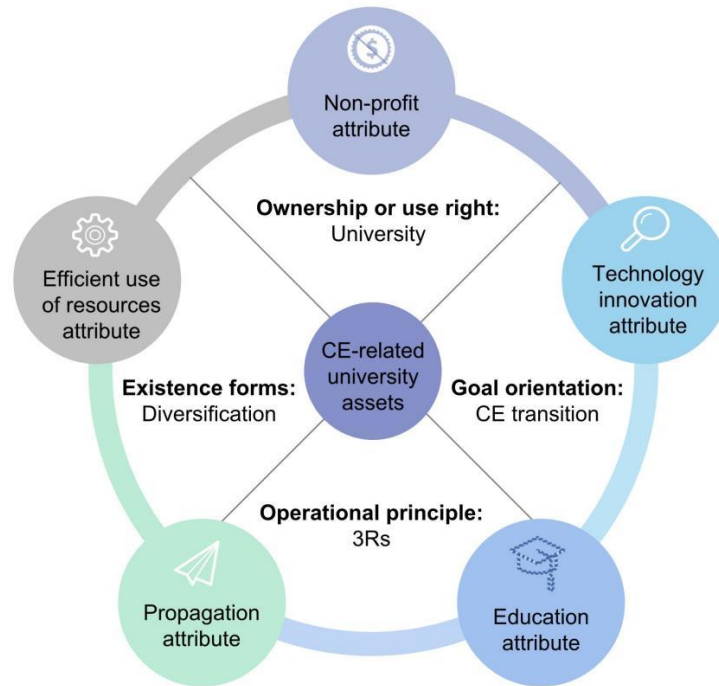 $
Non-profit
attribute
Ownership or use right:
University
Efficient use
of resources
attribute
Technology
innovation
attribute
CE-related
university
assets
Existence forms:
Diversification
Goal orientation:
CE transition
Operational principle:
3Rs
Propagation
attribute
Education
attribute